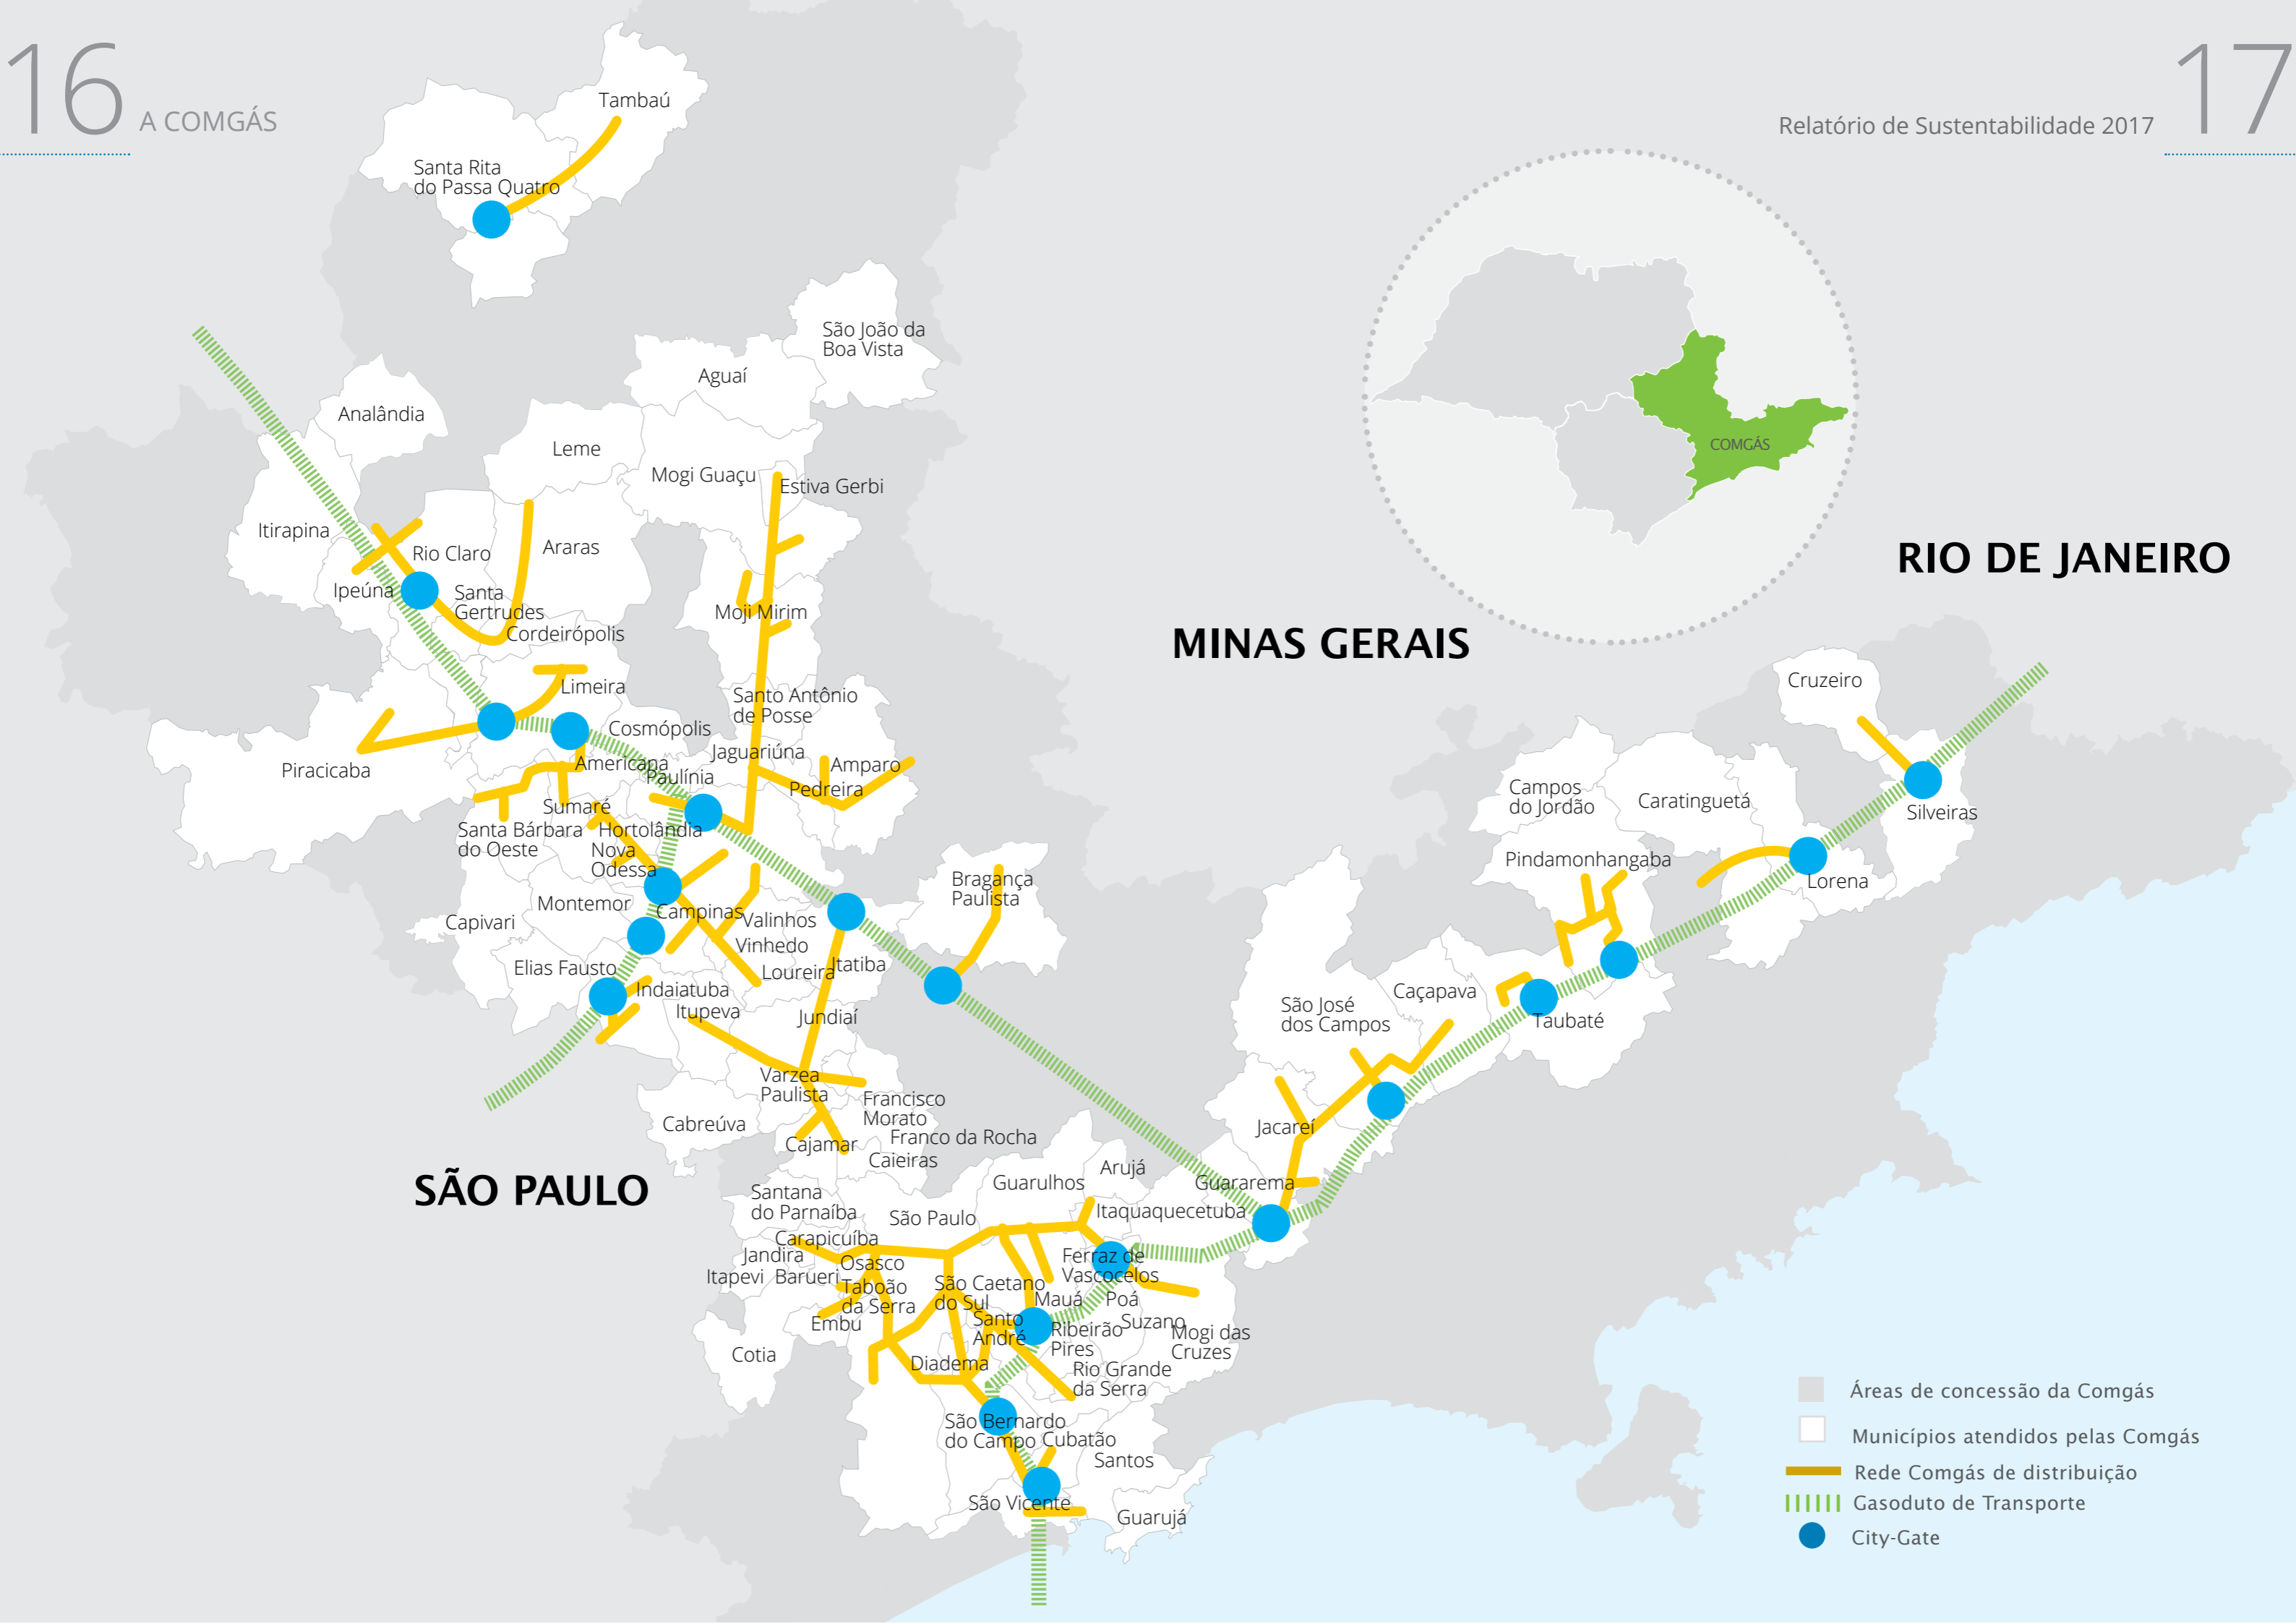 16
A COMGÁS
Relatório de Sustentabilidade 2017
17
Tambaú
Santa Rita
do Passa Quatro
São João da
Boa Vista
Aguaí
Analândia
Leme
Mogi Guaçu
Estiva Gerbi
COMGÁS
Itirapina
Rio Claro
Araras
RIO DE JANEIRO
Ipeúna
Santa
Gertrudes
Moji Mirim
Cordeirópolis
MINAS GERAIS
Limeira
Santo Antônio
de Posse
Cruzeiro
Cosmópolis
Jaguariúna
Americana
Amparo
Piracicaba
Paulínia
Pedreira
Campos
do Jordão
Caratinguetá
Silveiras
Sumaré
Santa Bárbara
do Oeste
Hortolândia
Nova
Odessa
Pindamonhangaba
Bragança
Paulista
Lorena
Montemor
Campinas
Capivari
Valinhos
Vinhedo
Elias Fausto
Loureira
Itatiba
Indaiatuba
Itupeva
Jundiaí
São José
dos Campos
Caçapava
Taubaté
Varzea
Paulista
Francisco
Morato
Cabreúva
Jacareí
Cajamar
Franco da Rocha
Caieiras
SÃO PAULO
Arujá
Guarulhos
Guararema
Santana
do Parnaíba
São Paulo
Itaquaquecetuba
Carapicuíba
Jandira
Osasco
Ferraz de
Vascocelos
Itapevi
Barueri
Taboão
da Serra
São Caetano
do Sul
Mauá
Poá
Embu
Santo
André
Ribeirão
Pires
Suzano
Mogi das
Cruzes
Cotia
Diadema
Rio Grande
da Serra
São Bernardo
do Campo
Cubatão
Santos
São Vicente
Guarujá
Áreas de concessão da Comgás
Municípios atendidos pelas Comgás
Rede Comgás de distribuição
Gasoduto de Transporte
City-Gate